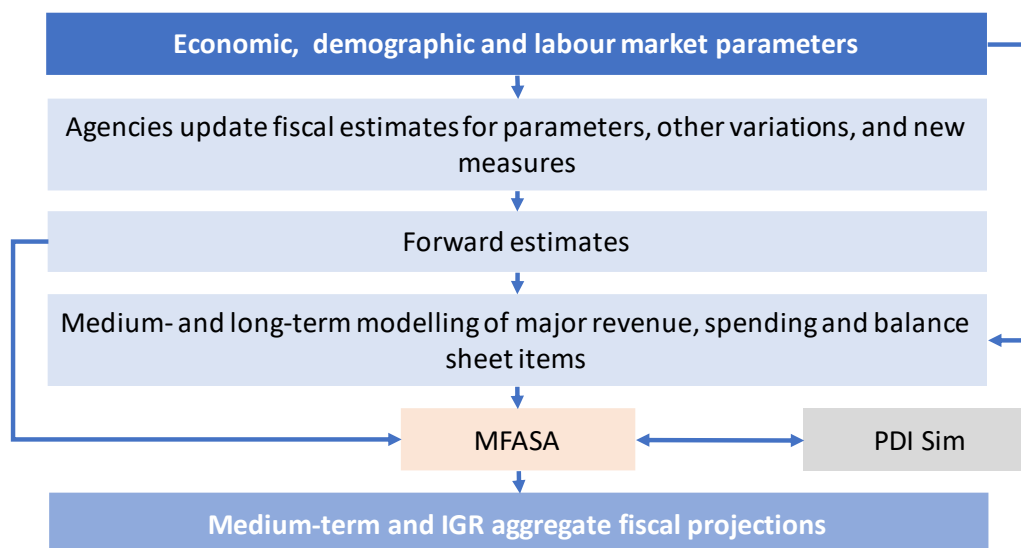 Economic, demographic and labour market parameters
Agencies update fiscal estimates for parameters, other variations, and new
measures
Forward estimates
Medium- and long-term modelling of major revenue, spending and balance
sheet items
MFASA
PDI Sim
Medium-term and IGR aggregate fiscal projections